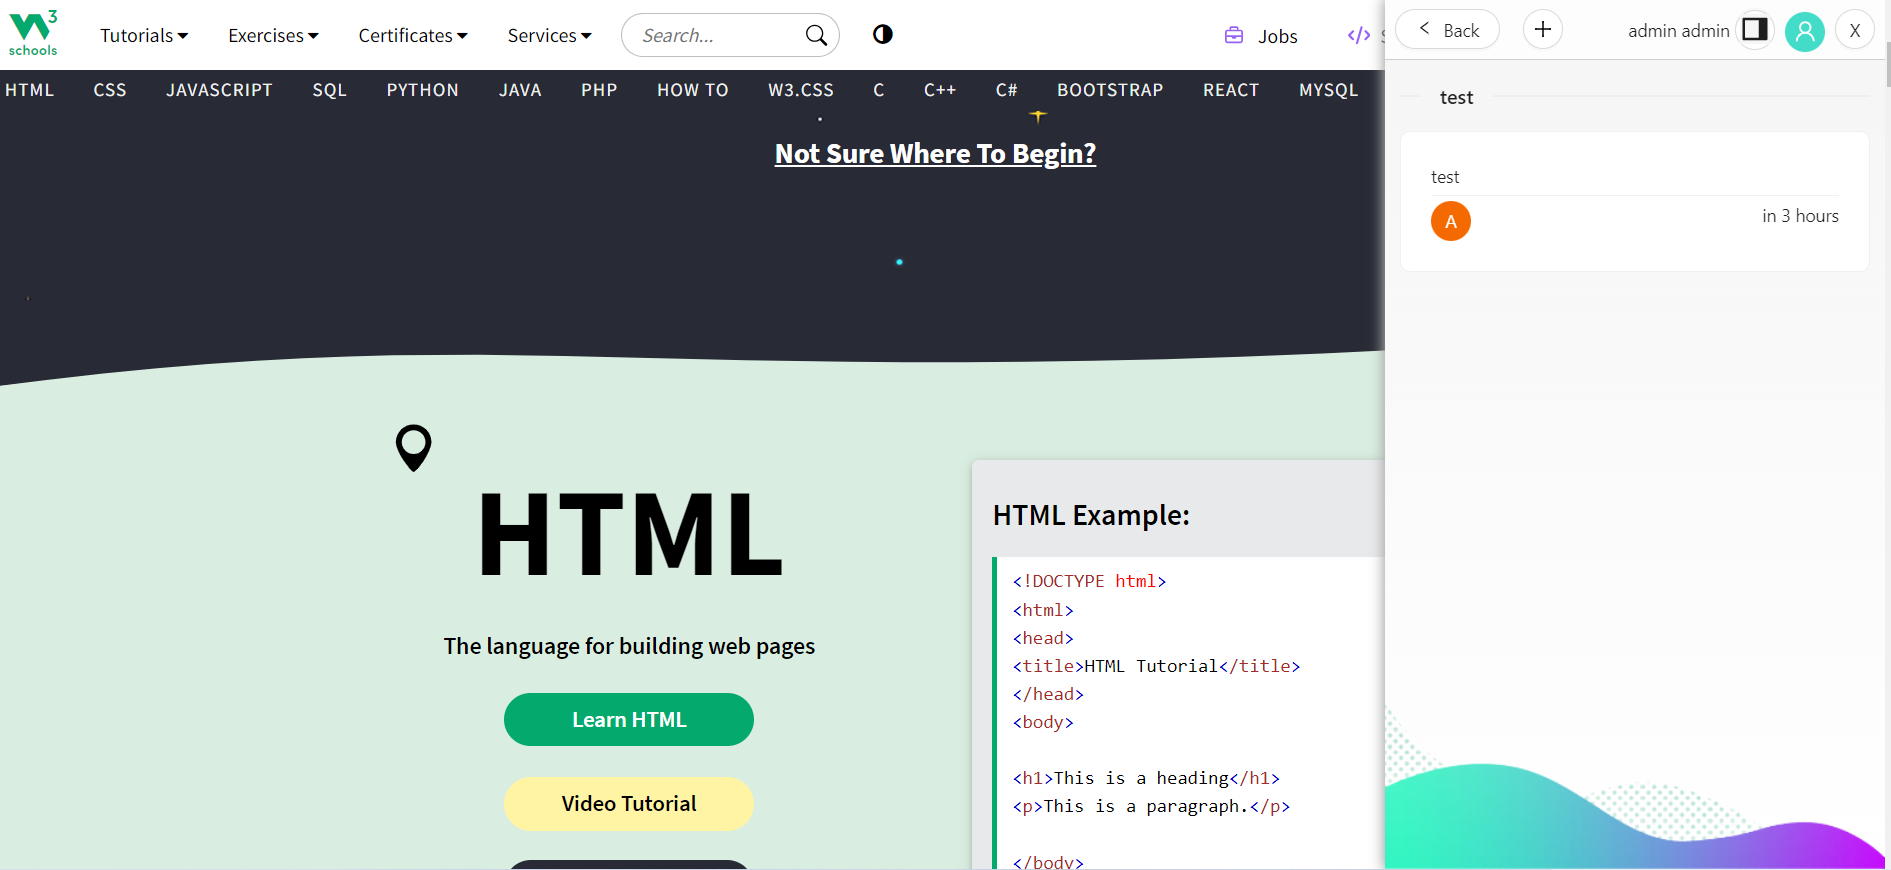 3
schools
Tutorials
Exercises
Certificates
Services
Search...
Jobs
HTML
CSS
JAVASCRIPT
SQL
PYTHON
JAVA
PHP
HOW TO
W3.CSS
C
C++
C#
BOOTSTRAP
REACT
MYSQL
Not Sure Where To Begin?
HTML
The language for building web pages
Learn HTML
Video Tutorial
HTML Example:
<!DOCTYPE html>
<html>
<head>
<title>HTML Tutorial</title>
</head>
<body>
<h1>This is a heading</h1>
<p>This is a paragraph.</p>
</body>
Back
admin admin
X
test
test
A
in 3 hours